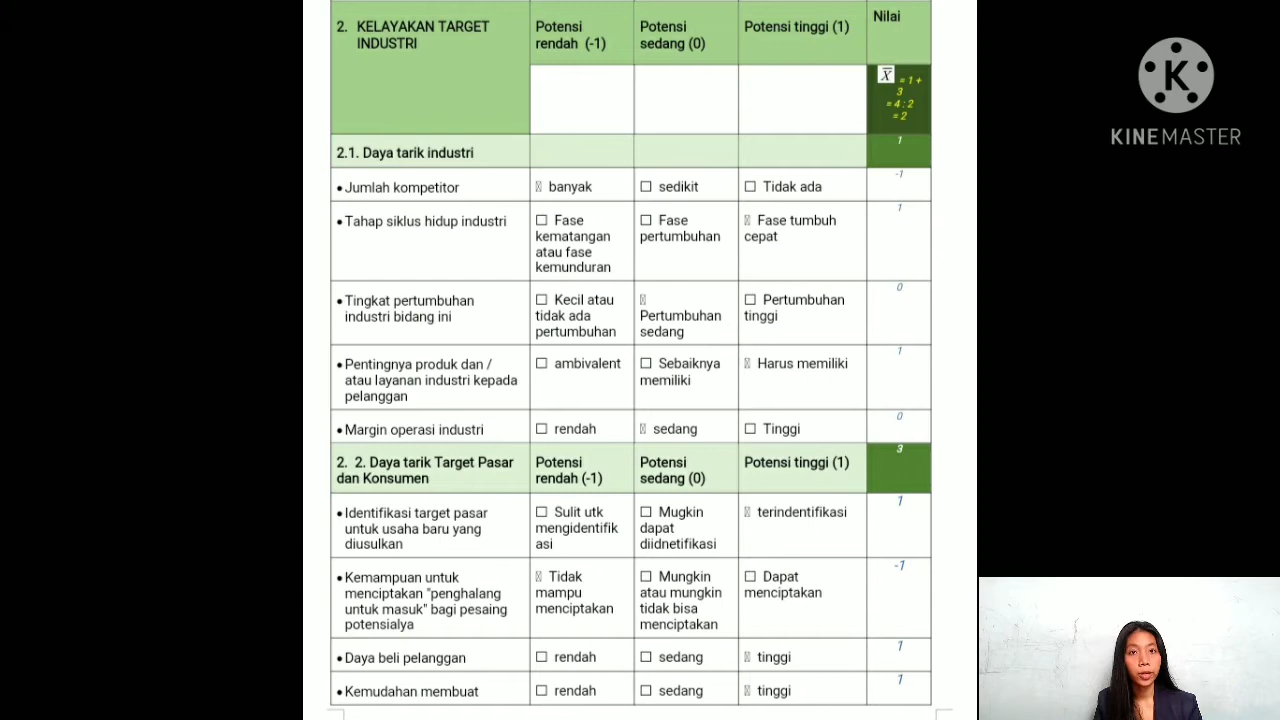 2. KELAYAKAN TARGET
INDUSTRI
Potensi
rendah (-1)
Potensi
sedang (0)
Potensi tinggi (1)
Nilai
X = 1 +
3
= 4 : 2
= 2
2.1. Daya tarik industri
1
• Jumlah kompetitor
banyak
☐ sedikit
☐ Tidak ada
-1
• Tahap siklus hidup industri
☐ Fase
kematangan
atau fase
kemunduran
☐ Fase
pertumbuhan
Fase tumbuh
cepat
1
• Tingkat pertumbuhan
industri bidang ini
☐ Kecil atau
tidak ada
pertumbuhan
Pertumbuhan
sedang
☐ Pertumbuhan
tinggi
0
• Pentingnya produk dan /
atau layanan industri kepada
pelanggan
☐ ambivalent
☐ Sebaiknya
memiliki
Harus memiliki
1
• Margin operasi industri
☐ rendah
sedang
☐ Tinggi
0
2. 2. Daya tarik Target Pasar
dan Konsumen
Potensi
rendah (-1)
Potensi
sedang (0)
Potensi tinggi (1)
3
• Identifikasi target pasar
untuk usaha baru yang
diusulkan
☐ Sulit utk
mengidentifik
asi
☐ Mugkin
dapat
diidnetifikasi
terindentifikasi
1
• Kemampuan untuk
menciptakan "penghalang
untuk masuk" bagi pesaing
potensialya
Tidak
mampu
menciptakan
☐ Mungkin
atau mungkin
tidak bisa
menciptakan
☐ Dapat
menciptakan
-1
• Daya beli pelanggan
☐ rendah
☐ sedang
tinggi
1
• Kemudahan membuat
☐ rendah
☐ sedang
tinggi
1
K
KINEMASTER